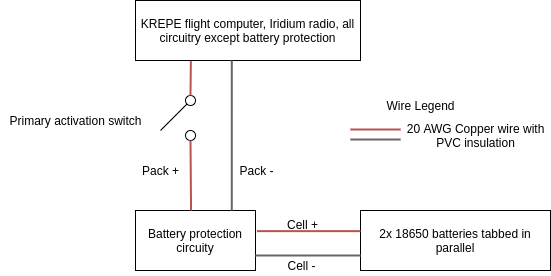 KREPE flight computer, Iridium radio, all
circuitry except battery protection
Wire Legend
Primary activation switch
20 AWG Copper wire with
PVC insulation
Pack +
Pack -
Battery protection
circuity
Cell +
Cell -
2x 18650 batteries tabbed in
parallel